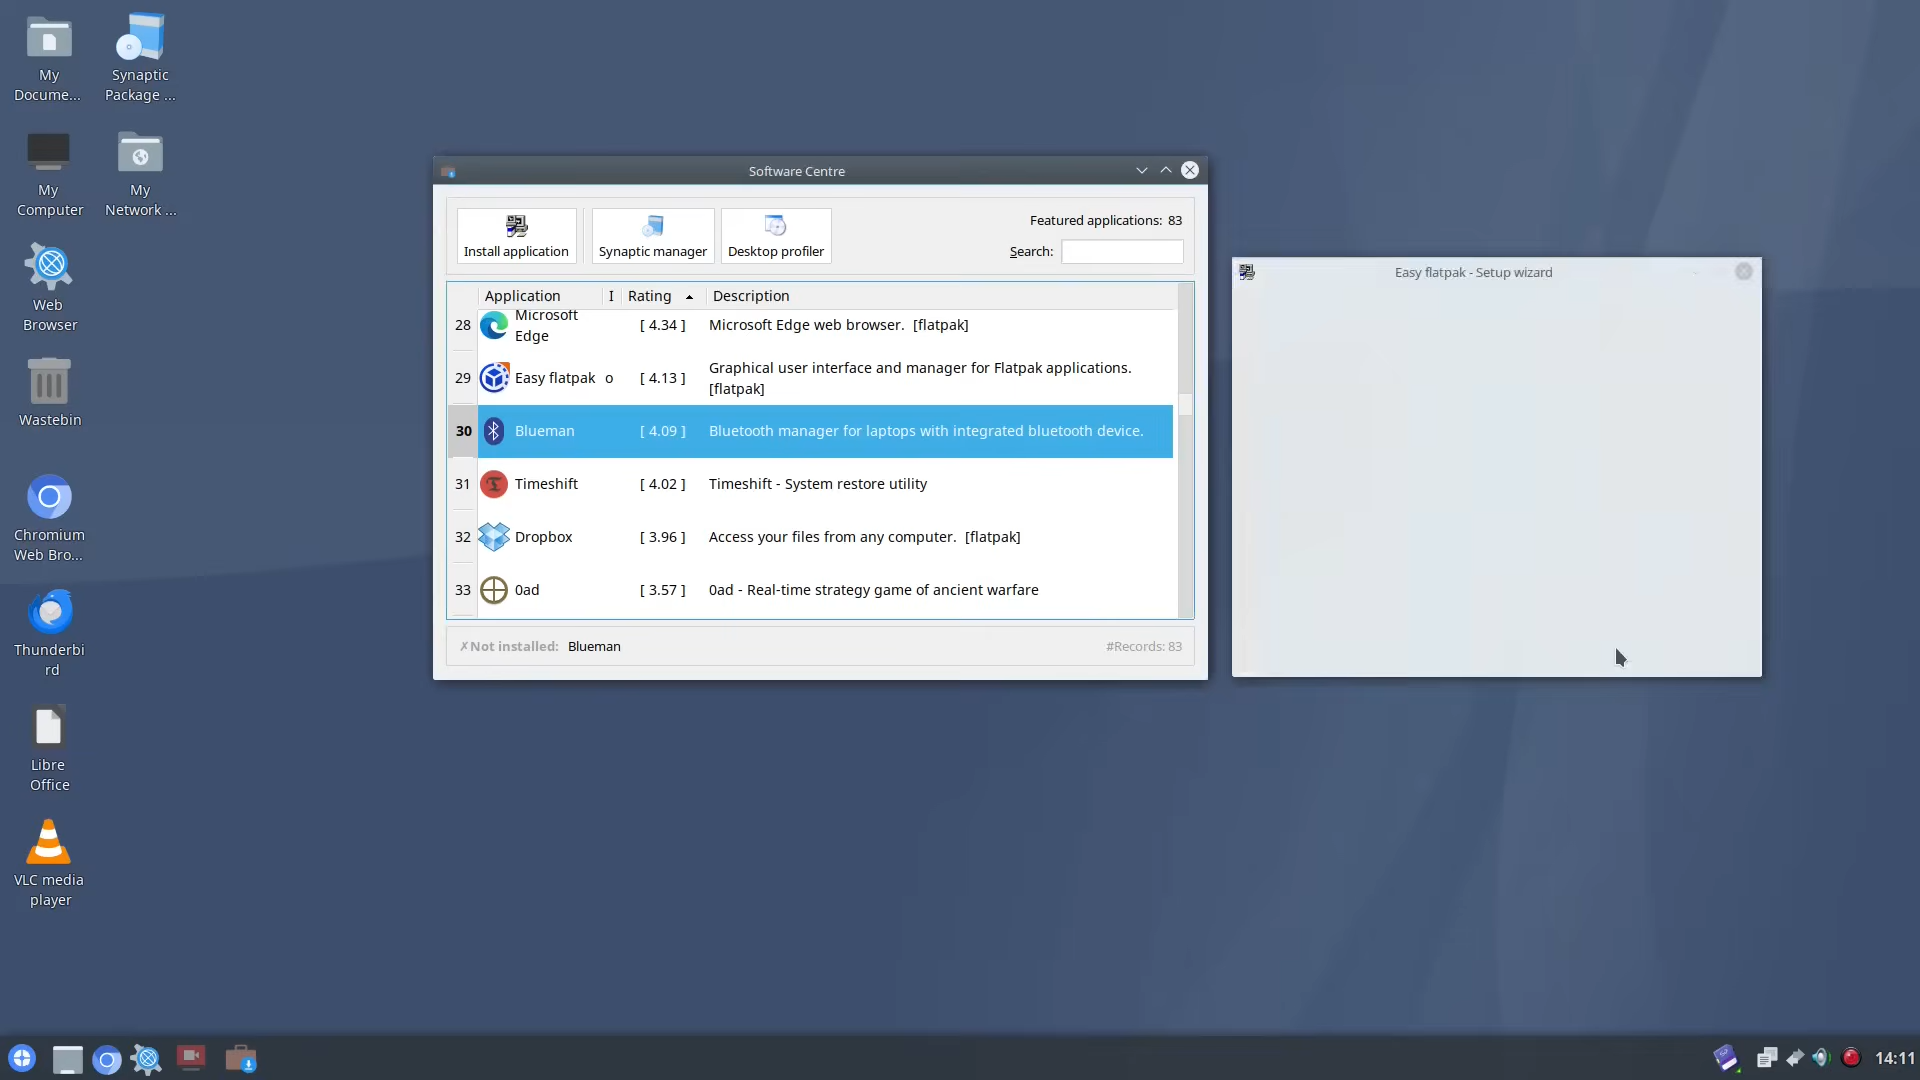 My
Docume...
Synaptic
Package ...
My
Computer
My
Network ...
Web
Browser
Wastebin
Chromium
Web Bro...
Thunderbi
rd
Libre
Office
VLC media
player
Software Centre
Install application
Synaptic manager
Desktop profiler
Featured applications: 83
Search:
Application I Rating Description
28 Microsoft Edge [ 4.34 ] Microsoft Edge web browser. [flatpak]
29 Easy flatpak o [ 4.13 ] Graphical user interface and manager for Flatpak applications.
[flatpak]
30 Blueman [ 4.09 ] Bluetooth manager for laptops with integrated bluetooth device.
31 Timeshift [ 4.02 ] Timeshift - System restore utility
32 Dropbox [ 3.96 ] Access your files from any computer. [flatpak]
33 0ad [ 3.57 ] 0ad - Real-time strategy game of ancient warfare
✗Not installed: Blueman #Records: 83
Easy flatpak - Setup wizard
14:11